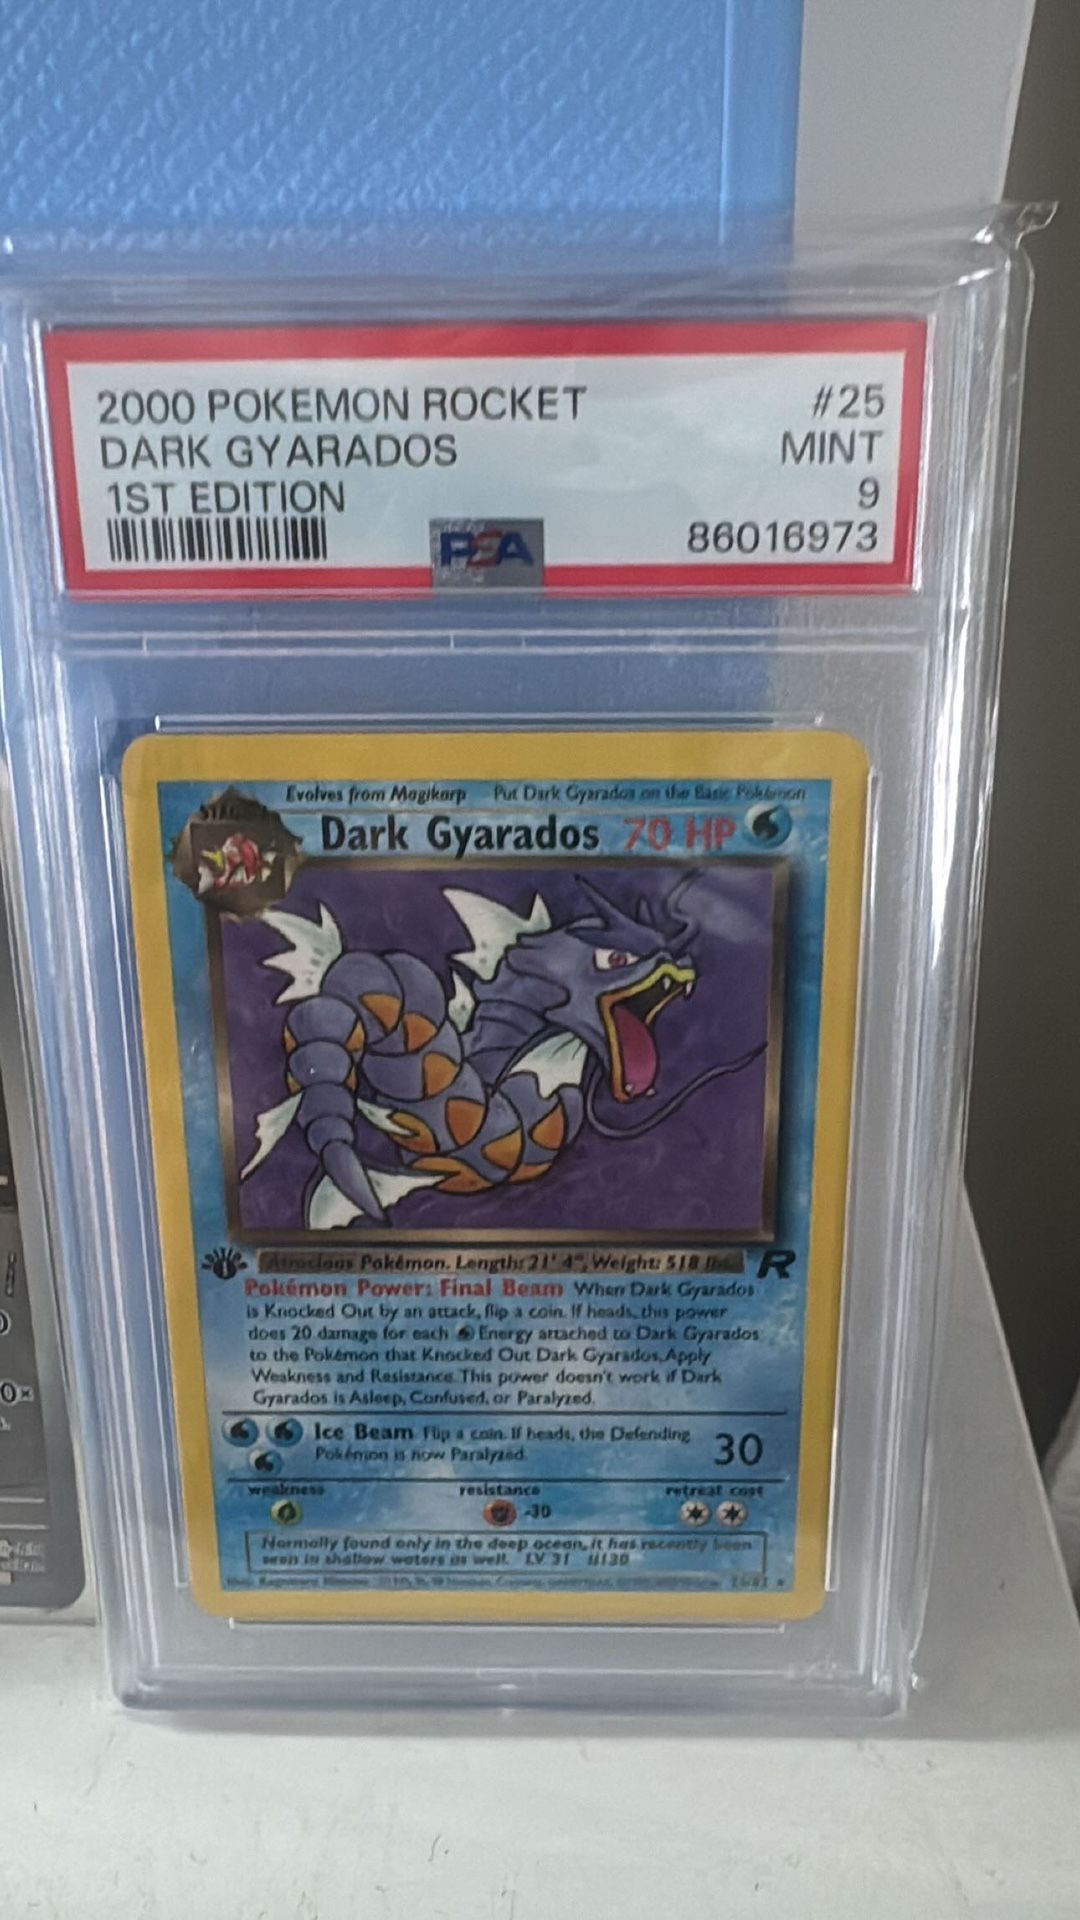 2000 POKEMON ROCKET #25
DARK GYARADOS MINT
1ST EDITION 9
PSA 86016973
Evolves from Magikarp Put Dark Gyarados on the Basic Pokémon
Dark Gyarados 70 HP
EDITION 1
Atrocious Pokémon. Length: 21' 4", Weight: 518 lbs. R
Pokémon Power: Final Beam When Dark Gyarados
is Knocked Out by an attack, flip a coin. If heads, this power
does 20 damage for each Energy attached to Dark Gyarados
to the Pokémon that Knocked Out Dark Gyarados. Apply
Weakness and Resistance. This power doesn't work if Dark
Gyarados is Asleep, Confused, or Paralyzed.
Ice Beam Flip a coin. If heads, the Defending
Pokémon is now Paralyzed. 30
weakness resistance retreat cost
-30
Normally found only in the deep ocean, it has recently been
seen in shallow waters as well. LV. 31 #130